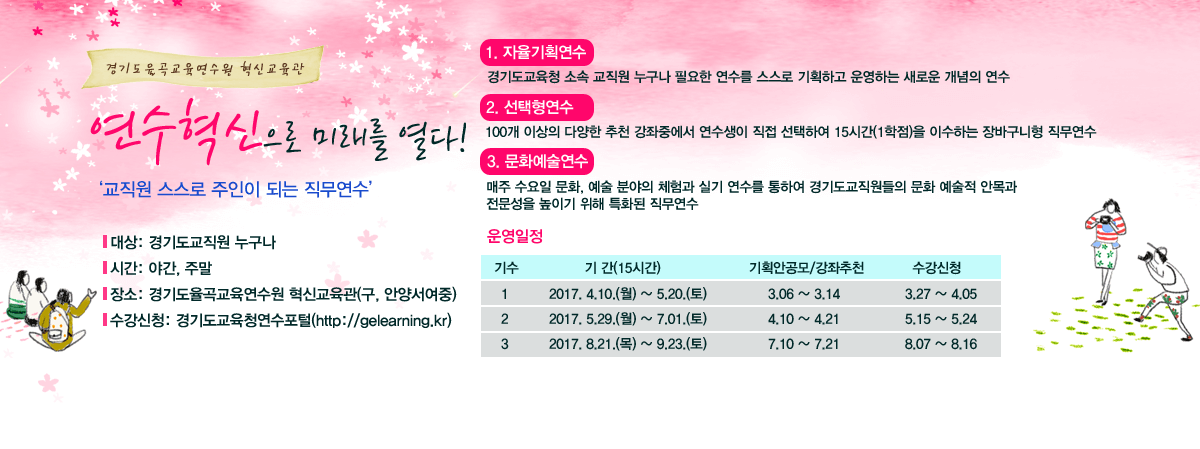 경기도율곡교육연수원 혁신교육관
연수혁신으로 미래를 열다!
‘교직원 스스로 주인이 되는 직무연수’
대상: 경기도교직원 누구나
시간: 야간, 주말
장소: 경기도율곡교육연수원 혁신교육관(구, 안양서여중)
수강신청: 경기도교육청연수포털(http://gelearning.kr)
1. 자율기획연수
경기도교육청 소속 교직원 누구나 필요한 연수를 스스로 기획하고 운영하는 새로운 개념의 연수
2. 선택형연수
100개 이상의 다양한 추천 강좌중에서 연수생이 직접 선택하여 15시간(1학점)을 이수하는 장바구니형 직무연수
3. 문화예술연수
매주 수요일 문화, 예술 분야의 체험과 실기 연수를 통하여 경기도교직원들의 문화 예술적 안목과
전문성을 높이기 위해 특화된 직무연수
운영일정
기수 기 간(15시간) 기획안공모/강좌추천 수강신청
1 2017. 4.10.(월) ~ 5.20.(토) 3.06 ~ 3.14 3.27 ~ 4.05
2 2017. 5.29.(월) ~ 7.01.(토) 4.10 ~ 4.21 5.15 ~ 5.24
3 2017. 8.21.(목) ~ 9.23.(토) 7.10 ~ 7.21 8.07 ~ 8.16